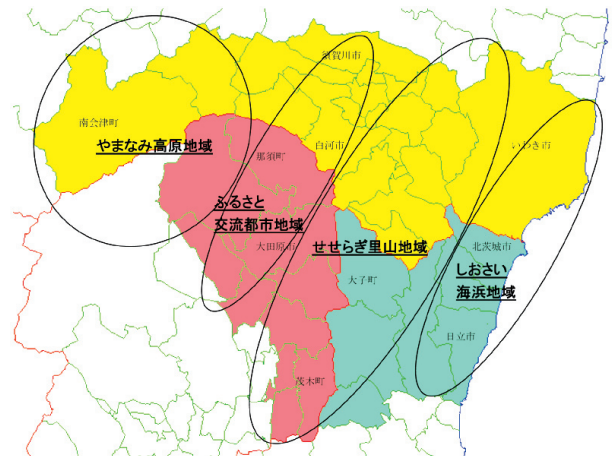 須賀川市
南会津町
白河市
いわき市
やまなみ高原地域
那須町
ふるさと
交流都市地域
大田原市
せせらぎ里山地域
北茨城市
大子町
しおさい
海浜地域
日立市
茂木町